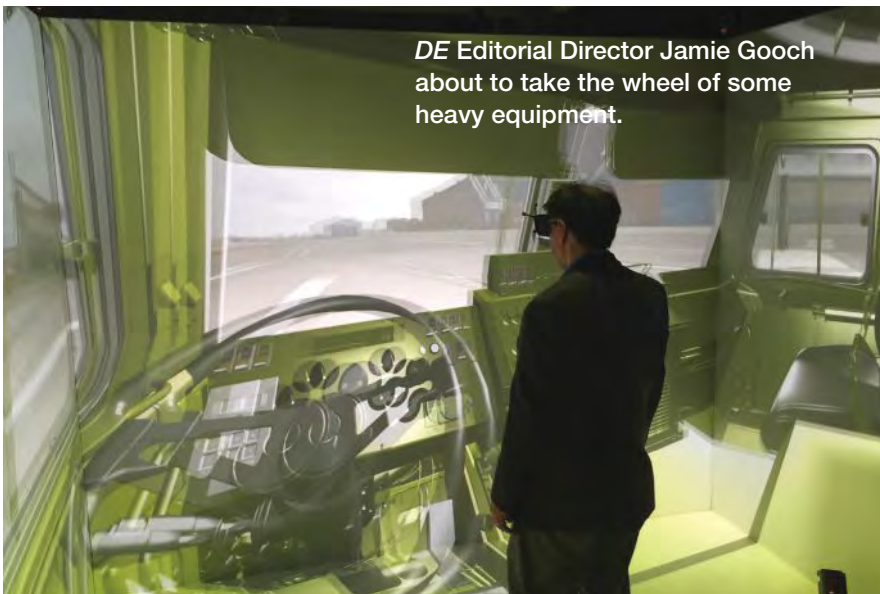 DE Editorial Director Jamie Gooch
about to take the wheel of some
heavy equipment.